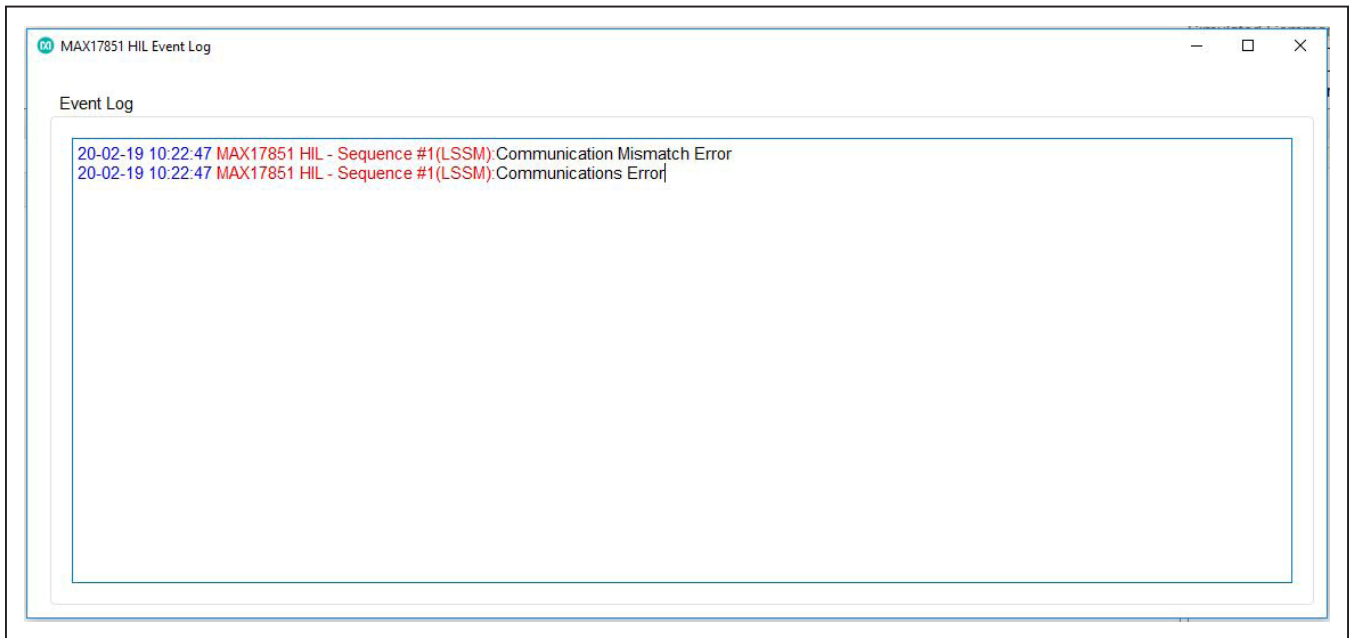 MAX17851 HIL Event Log
Event Log
20-02-19 10:22:47 MAX17851 HIL - Sequence #1(LSSM):Communication Mismatch Error
20-02-19 10:22:47 MAX17851 HIL - Sequence #1(LSSM):Communications Error